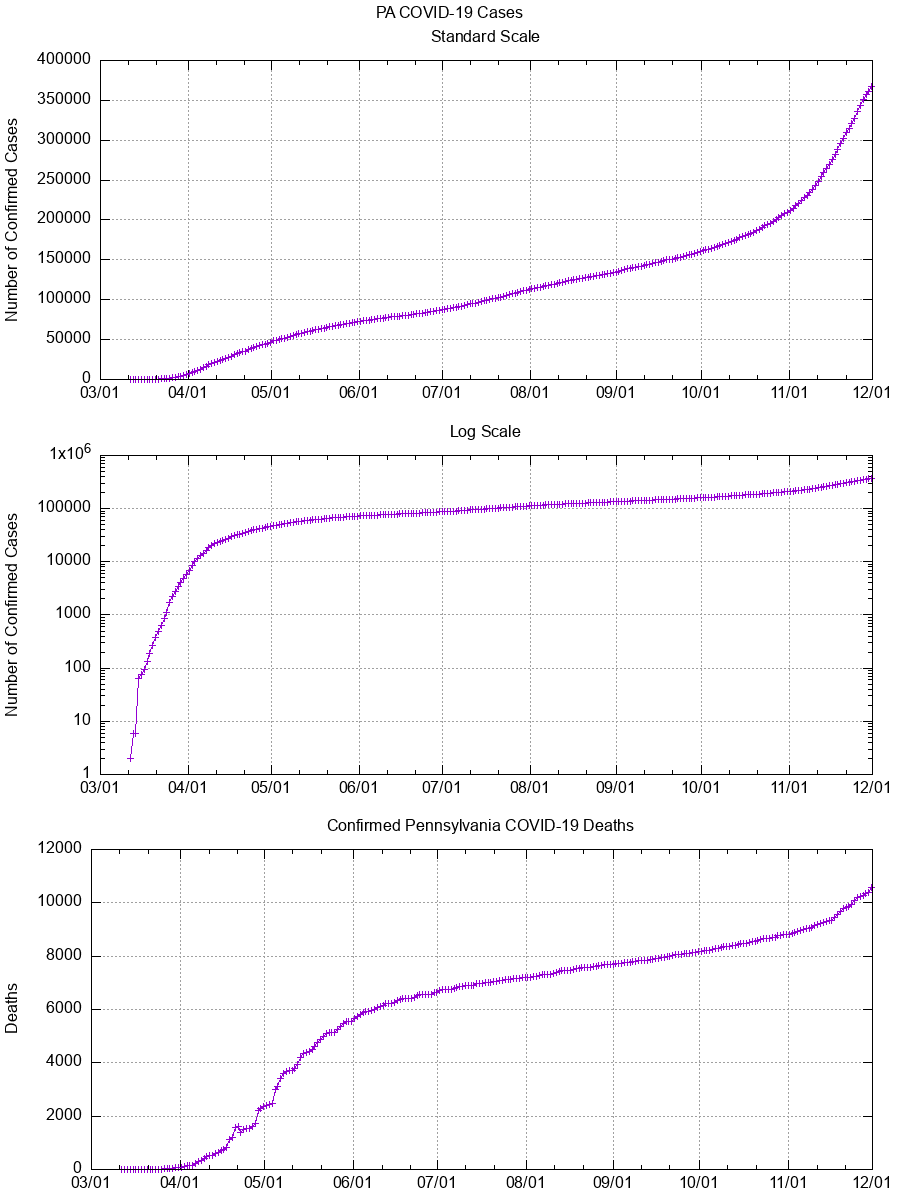 PA COVID-19 Cases
Standard Scale
400000
350000
300000
250000
200000
150000
100000
50000
0
Number of Confirmed Cases
03/01 04/01 05/01 06/01 07/01 08/01 09/01 10/01 11/01 12/01
Log Scale
1x10⁶
100000
10000
1000
100
10
1
Number of Confirmed Cases
03/01 04/01 05/01 06/01 07/01 08/01 09/01 10/01 11/01 12/01
Confirmed Pennsylvania COVID-19 Deaths
12000
10000
8000
6000
4000
2000
0
Deaths
03/01 04/01 05/01 06/01 07/01 08/01 09/01 10/01 11/01 12/01